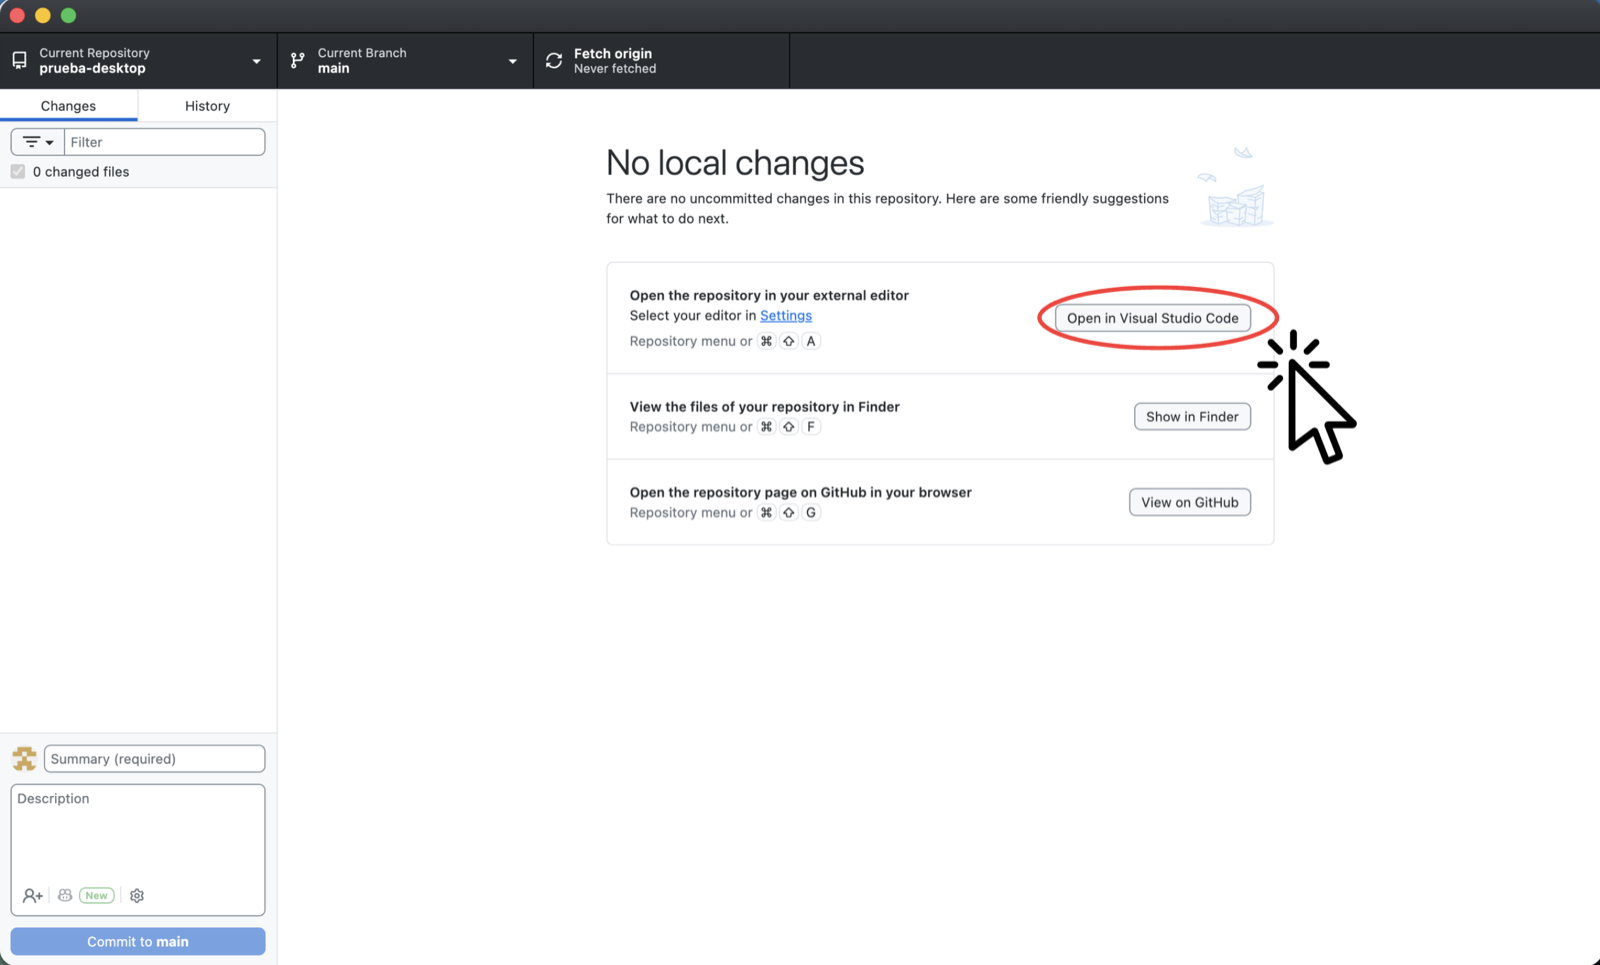 Current Repository
prueba-desktop
Current Branch
main
Fetch origin
Never fetched
Changes
History
Filter
0 changed files
No local changes
There are no uncommitted changes in this repository. Here are some friendly suggestions
for what to do next.
Open the repository in your external editor
Select your editor in Settings
Repository menu or ⌘ ⇧ A
Open in Visual Studio Code
View the files of your repository in Finder
Repository menu or ⌘ ⇧ F
Show in Finder
Open the repository page on GitHub in your browser
Repository menu or ⌘ ⇧ G
View on GitHub
Summary (required)
Description
New
Commit to main